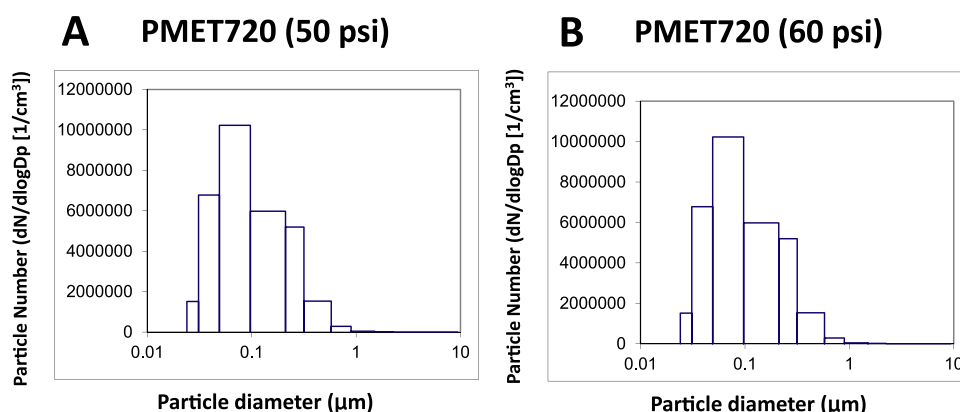 A PMET720 (50 psi)
Particle Number (dN/dlogDp [1/cm³])
12000000
10000000
8000000
6000000
4000000
2000000
0
0.01 0.1 1 10
Particle diameter (µm)
B PMET720 (60 psi)
Particle Number (dN/dlogDp [1/cm³])
12000000
10000000
8000000
6000000
4000000
2000000
0
0.01 0.1 1 10
Particle diameter (µm)